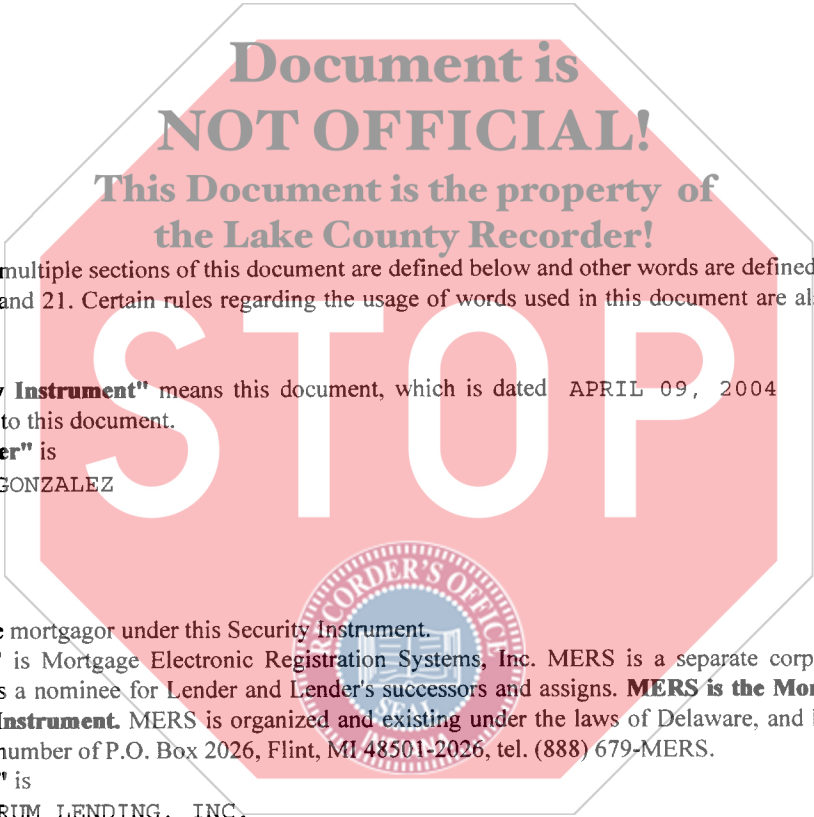 Document is
NOT OFFICIAL!
This Document is the property of
the Lake County Recorder!
multiple sections of this document are defined below and other words are defined
and 21. Certain rules regarding the usage of words used in this document are al
STOP
Instrument" means this document, which is dated APRIL 09, 2004
to this document.
er" is
GONZALEZ
RECORDER'S OFFICE
mortgagor under this Security Instrument.
" is Mortgage Electronic Registration Systems, Inc. MERS is a separate corp
s a nominee for Lender and Lender's successors and assigns. MERS is the Mor
Instrument. MERS is organized and existing under the laws of Delaware, and
SEAL
number of P.O. Box 2026, Flint, MI 48501-2026, tel. (888) 679-MERS.
" is
RUM LENDING, INC.